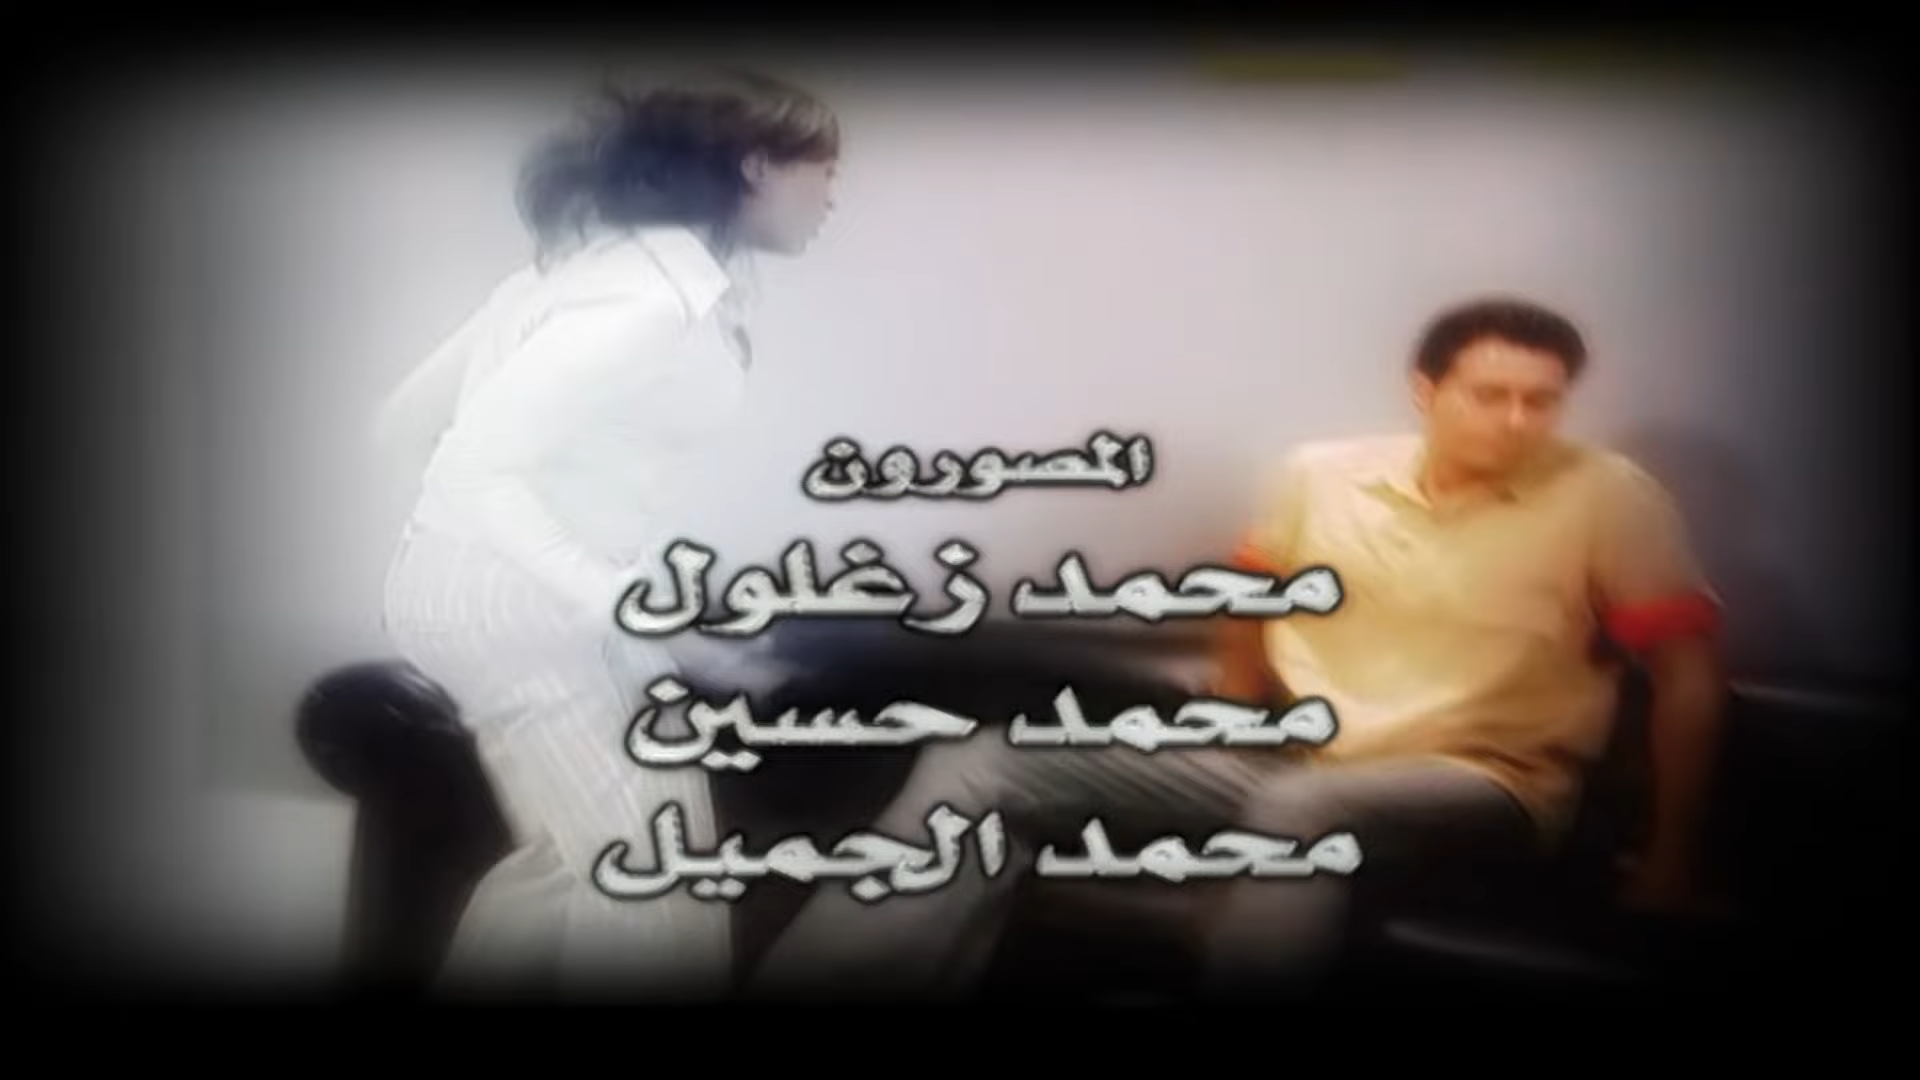 المصورون
محمد زغلول
محمد حسين
محمد الجميل